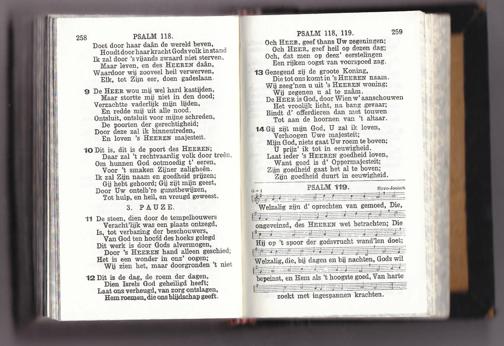 258
PSALM 118.
Doet door haar daân de wereld beven,
Houdt door haar kracht Gods volk in stand
Ik zal door 's vijands zwaard niet sterven.
Maar leven, en des HEEREN daân,
Waardoor wij zooveel heil verwerven,
Elk, tot Zijn eer, doen gadeslaan
9 De HEER wou mij wel hard kastijden,
Maar stortte mij niet in den dood;
Verzachtte vaderlijk mijn lijden,
En redde mij uit alle nood.
Ontsluit, ontsluit voor mijne schreden,
De poorten der gerechtigheid;
Door deze zal ik binnentreden,
En loven 's HEEREN majesteit.
10 Dit is, dit is de poort des HEEREN;
Daar zal 't rechtvaardig volk door treên,
Om hunnen God ootmoedig t' eeren,
Voor 't smaken Zijner zaligheên.
Ik zal Zijn naam en goedheid prijzen;
Gij hebt gehoord; Gij zijt mijn geest,
Door Uw ontelb're gunstbewijzen,
Tot hulp, en heil, en vreugd geweest.
3. PAUZE.
11 De steen, dien door de tempelbouwers
Veracht'lijk was een plaats ontzegd,
Is, tot verbazing der beschouwers,
Van God ten hoofd des hoeks gelegd
Dit werk is door Gods alvermogen,
Door 's HEEREN hand alleen geschied;
Het is een wonder in ons' oogen;
Wij zien het, maar doorgronden 't niet
12 Dit is de dag, de roem der dagen,
Dien Israls God geheiligd heeft;
Laat ons verheugd, van zorg ontslagen,
Hem roemen, die ons blijdschap geeft.
PSALM 118, 119.
259
Och HEER, geef thans Uw zegeningen;
Och HEER, geef heil op dezen dag;
Och, dat men op deez' eerstelingen
Een rijken oogst van voorspoed zag.
13 Gezegend zij de groote Koning,
Die tot ons komt in 's HEEREN naam.
Wij zeeg'nen u uit 's HEEREN woning;
Wij zegenen u al te zaâm.
De HEER is God, door Wien w' aanschouwen
Het vroolijk licht, na bang gevaar;
Bindt d' offerdieren dan met touwen
Tot aan de hoornen van 't altaar.
14 Gij zijt mijn God, U zal ik loven,
Verhoogen Uwe majesteit;
Mijn God, niets gaat Uw roem te boven;
U prijz' ik tot in eeuwigheid.
Laat ieder 's HEEREN goedheid loven,
Want goed is d' Oppermajesteit;
Zijn goedheid gaat het al te boven;
Zijn goedheid duurt in eeuwigheid.
PSALM 119.
Welzalig zijn d' oprechten van gemoed, Die,
ongeveinsd, des HEEREN wet betrachten; Die
Hij op 't spoor der godsvrucht wand'len doet;
Welzalig, die, bij dagen en bij nachten, Gods wil
bepeinst, en Hem als 't hoogste goed, Van harte
zoekt met ingespannen krachten.